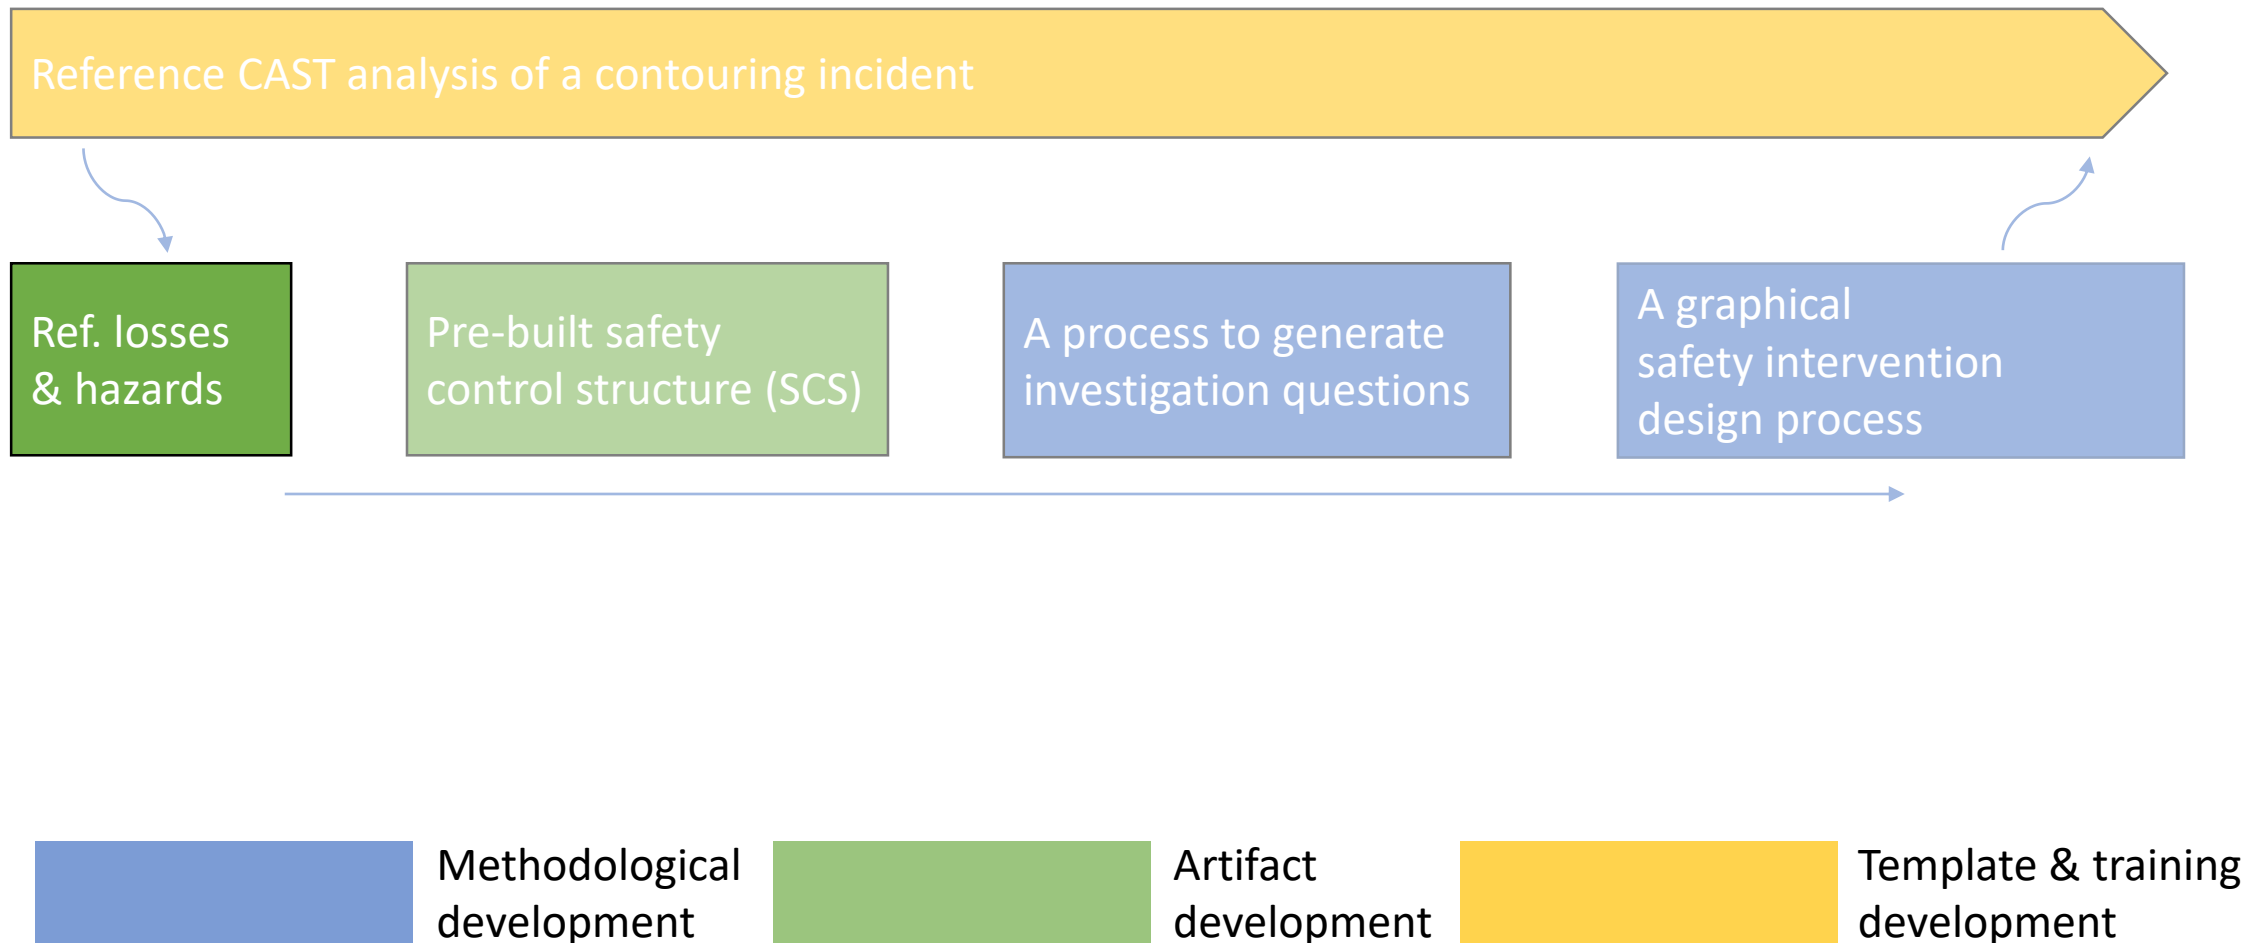 Reference CAST analysis of a contouring incident
Ref. losses
& hazards
Pre-built safety
control structure (SCS)
A process to generate
investigation questions
A graphical
safety intervention
design process
Methodological
development
Artifact
development
Template & training
development